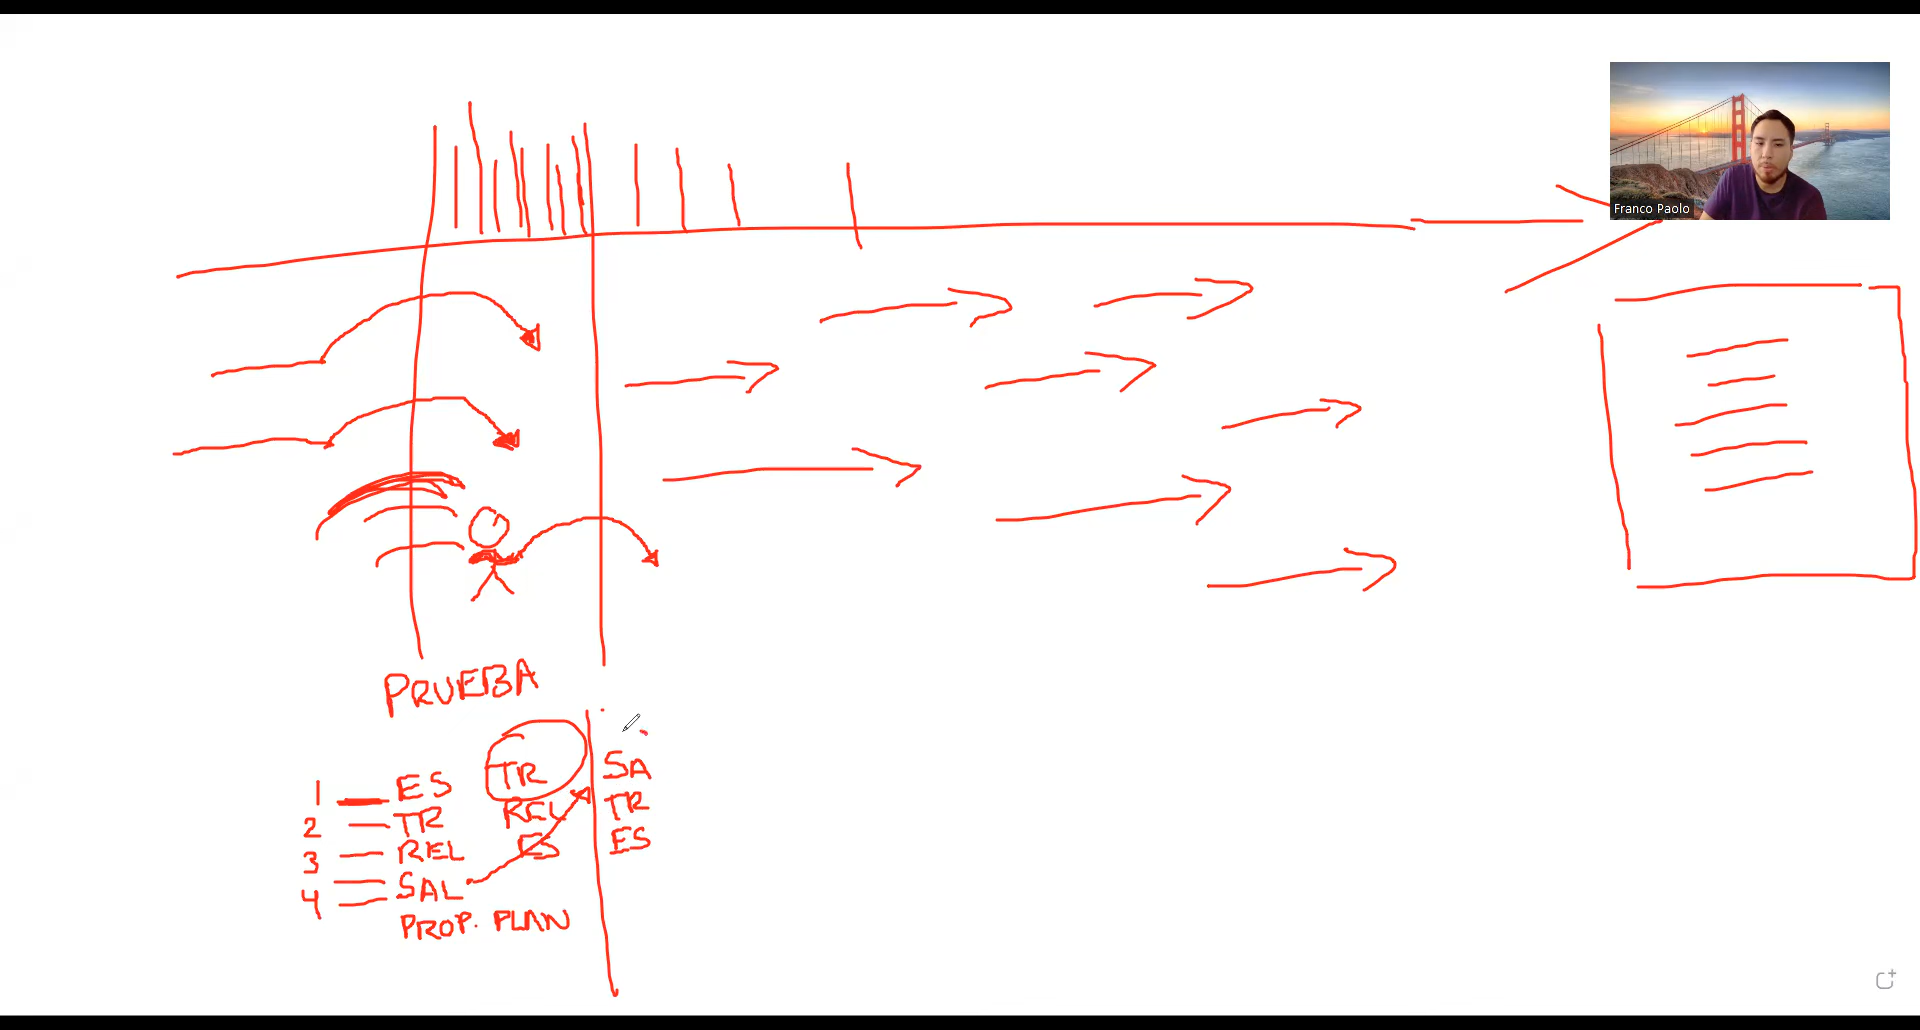 Franco Paolo
PRUEBA
1 ES
2 TR
3 REL
4 SAL
PROP. PLAN
TR
REL
ES
SA
TR
ES